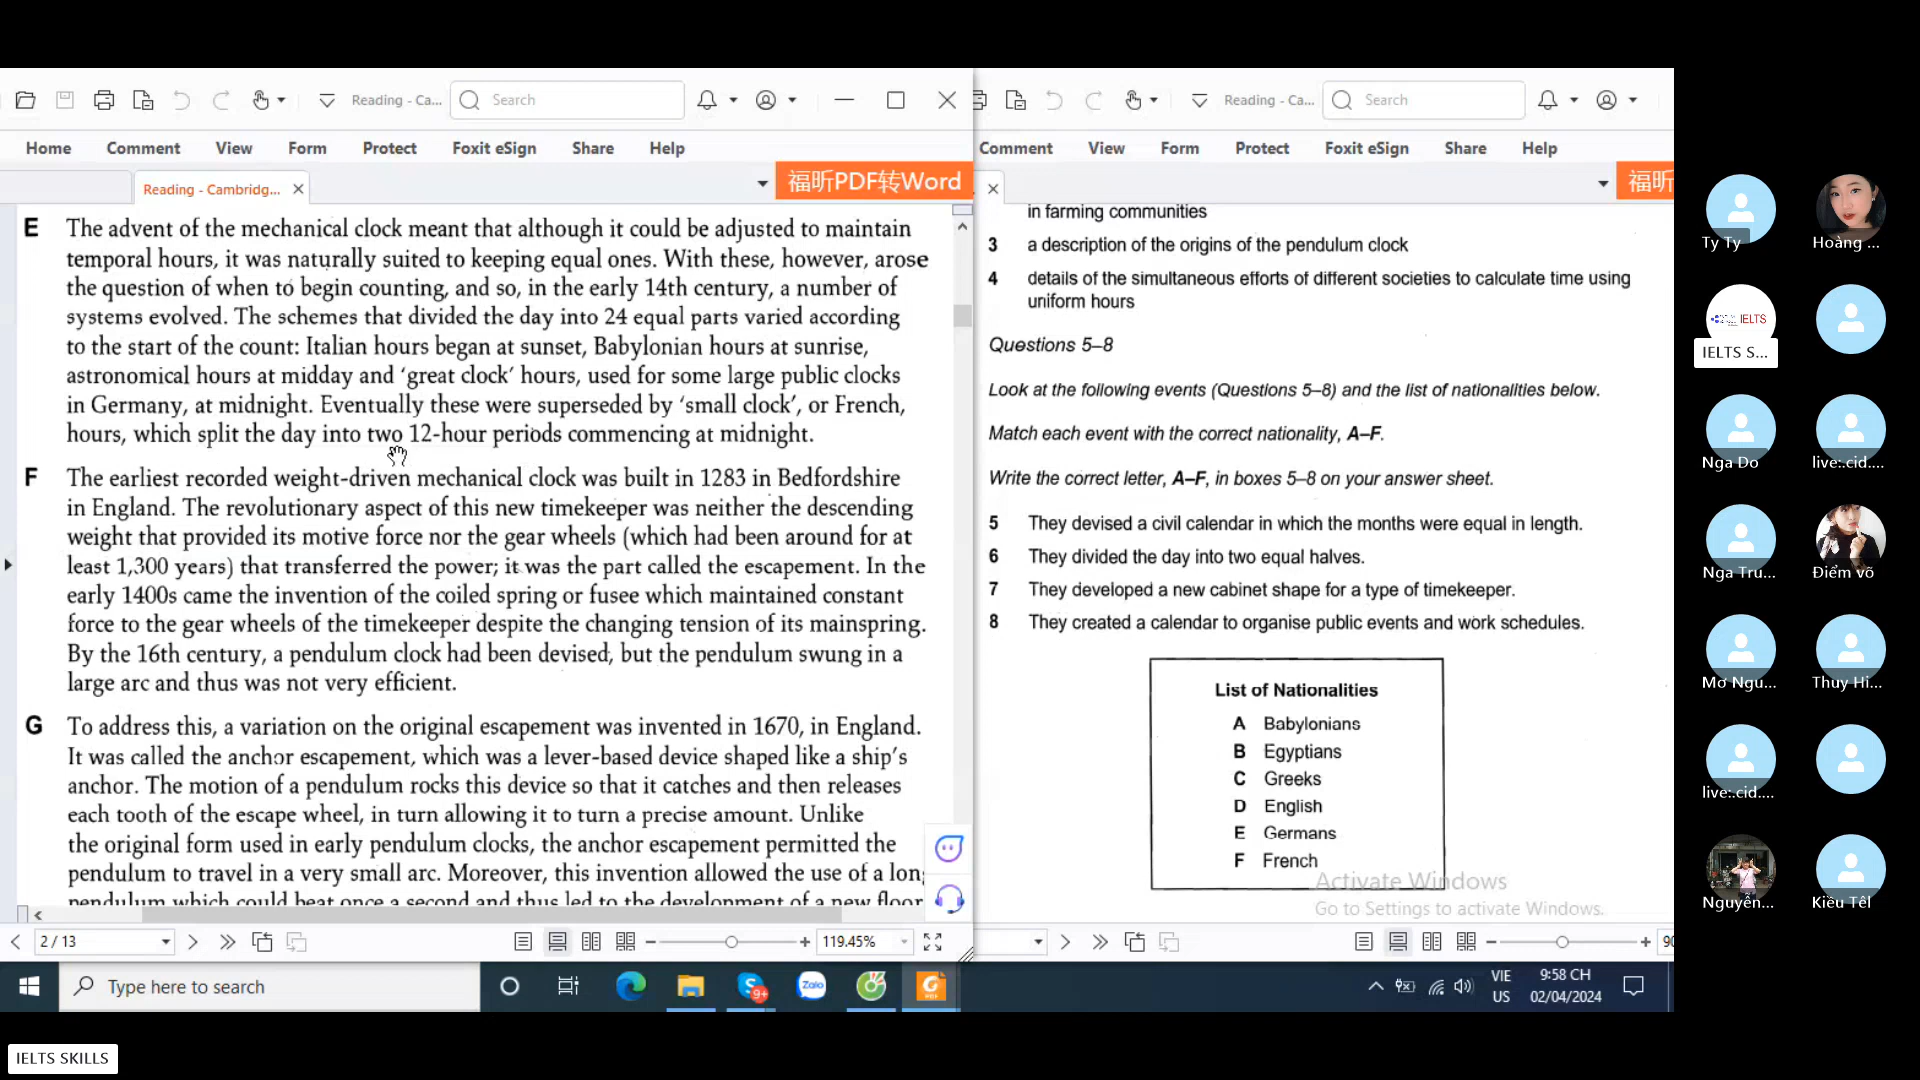 Reading - Ca...
Search
Reading - Ca...
Search
Home Comment View Form Protect Foxit eSign Share Help
Comment View Form Protect Foxit eSign Share Help
Reading - Cambridg...
福昕PDF转Word
福昕
E The advent of the mechanical clock meant that although it could be adjusted to maintain
temporal hours, it was naturally suited to keeping equal ones. With these, however, arose
the question of when to begin counting, and so, in the early 14th century, a number of
systems evolved. The schemes that divided the day into 24 equal parts varied according
to the start of the count: Italian hours began at sunset, Babylonian hours at sunrise,
astronomical hours at midday and ‘great clock’ hours, used for some large public clocks
in Germany, at midnight. Eventually these were superseded by ‘small clock’, or French,
hours, which split the day into two 12-hour periods commencing at midnight.
F The earliest recorded weight-driven mechanical clock was built in 1283 in Bedfordshire
in England. The revolutionary aspect of this new timekeeper was neither the descending
weight that provided its motive force nor the gear wheels (which had been around for at
least 1,300 years) that transferred the power; it was the part called the escapement. In the
early 1400s came the invention of the coiled spring or fusee which maintained constant
force to the gear wheels of the timekeeper despite the changing tension of its mainspring.
By the 16th century, a pendulum clock had been devised, but the pendulum swung in a
large arc and thus was not very efficient.
G To address this, a variation on the original escapement was invented in 1670, in England.
It was called the anchor escapement, which was a lever-based device shaped like a ship’s
anchor. The motion of a pendulum rocks this device so that it catches and then releases
each tooth of the escape wheel, in turn allowing it to turn a precise amount. Unlike
the original form used in early pendulum clocks, the anchor escapement permitted the
pendulum to travel in a very small arc. Moreover, this invention allowed the use of a long
pendulum which could beat once a second and thus led to the development of a new floor
in farming communities
3 a description of the origins of the pendulum clock
4 details of the simultaneous efforts of different societies to calculate time using
uniform hours
Questions 5–8
Look at the following events (Questions 5–8) and the list of nationalities below.
Match each event with the correct nationality, A–F.
Write the correct letter, A–F, in boxes 5–8 on your answer sheet.
5 They devised a civil calendar in which the months were equal in length.
6 They divided the day into two equal halves.
7 They developed a new cabinet shape for a type of timekeeper.
8 They created a calendar to organise public events and work schedules.
List of Nationalities
A Babylonians
B Egyptians
C Greeks
D English
E Germans
F French
Activate Windows
Go to Settings to activate Windows.
2 / 13
119.45%
90
Type here to search
9+
Zalo
VIE
US
9:58 CH
02/04/2024
Ty Ty
Hoàng ...
IELTS
IELTS S...
Nga Do
live:.cid....
Nga Tru...
Điểm võ
Mơ Ngu...
Thuy Hi...
live:.cid....
Nguyễn...
Kiều Têl
IELTS SKILLS